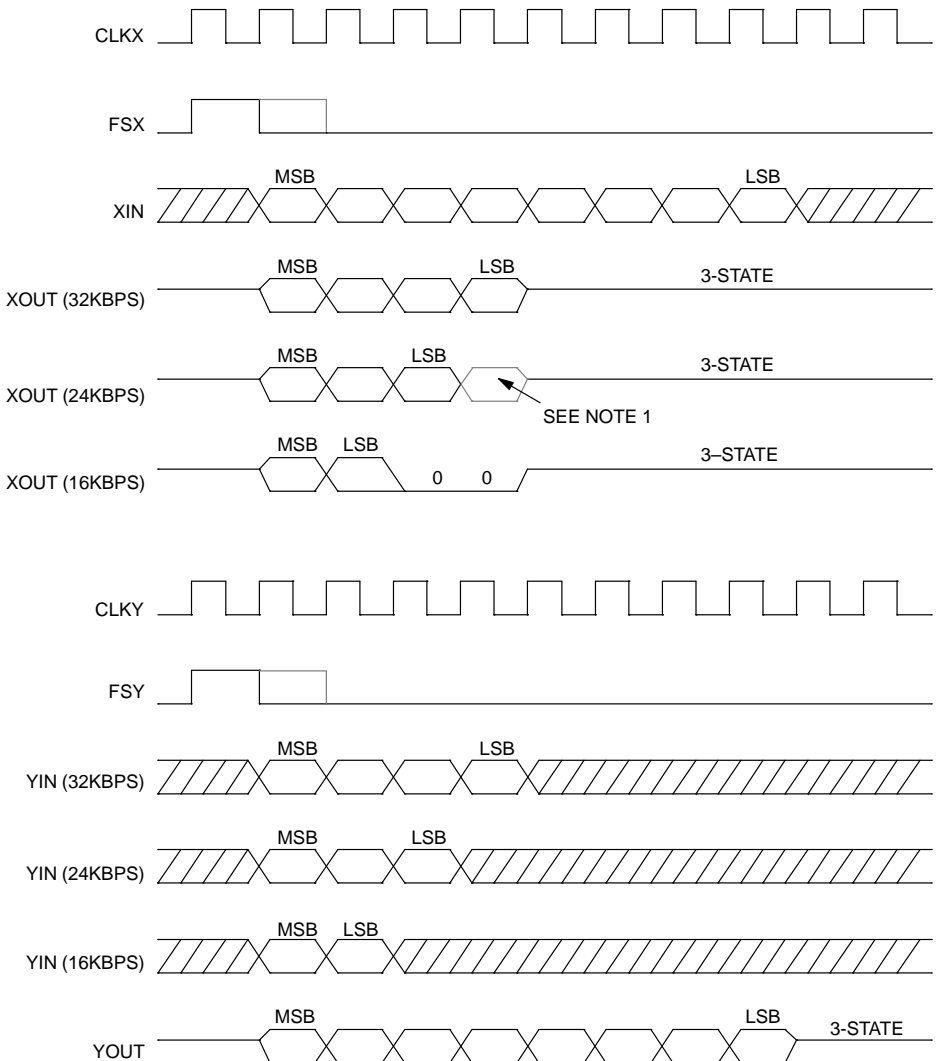 CLKX
FSX
MSB LSB
XIN
MSB LSB 3-STATE
XOUT (32KBPS)
MSB LSB 3-STATE
XOUT (24KBPS)
SEE NOTE 1
MSB LSB 3–STATE
XOUT (16KBPS) 0 0
CLKY
FSY
MSB LSB
YIN (32KBPS)
MSB LSB
YIN (24KBPS)
MSB LSB
YIN (16KBPS)
MSB LSB 3-STATE
YOUT